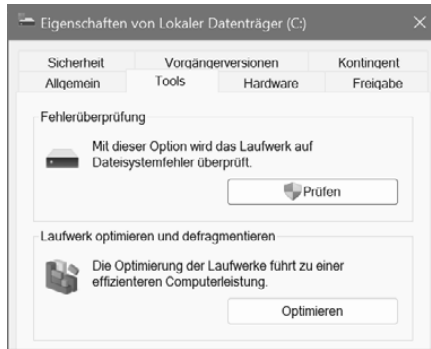 Eigenschaften von Lokaler Datenträger (C:)
Sicherheit Vorgängerversionen Kontingent
Allgemein Tools Hardware Freigabe
Fehlerüberprüfung
Mit dieser Option wird das Laufwerk auf
Dateisystemfehler überprüft.
Prüfen
Laufwerk optimieren und defragmentieren
Die Optimierung der Laufwerke führt zu einer
effizienteren Computerleistung.
Optimieren